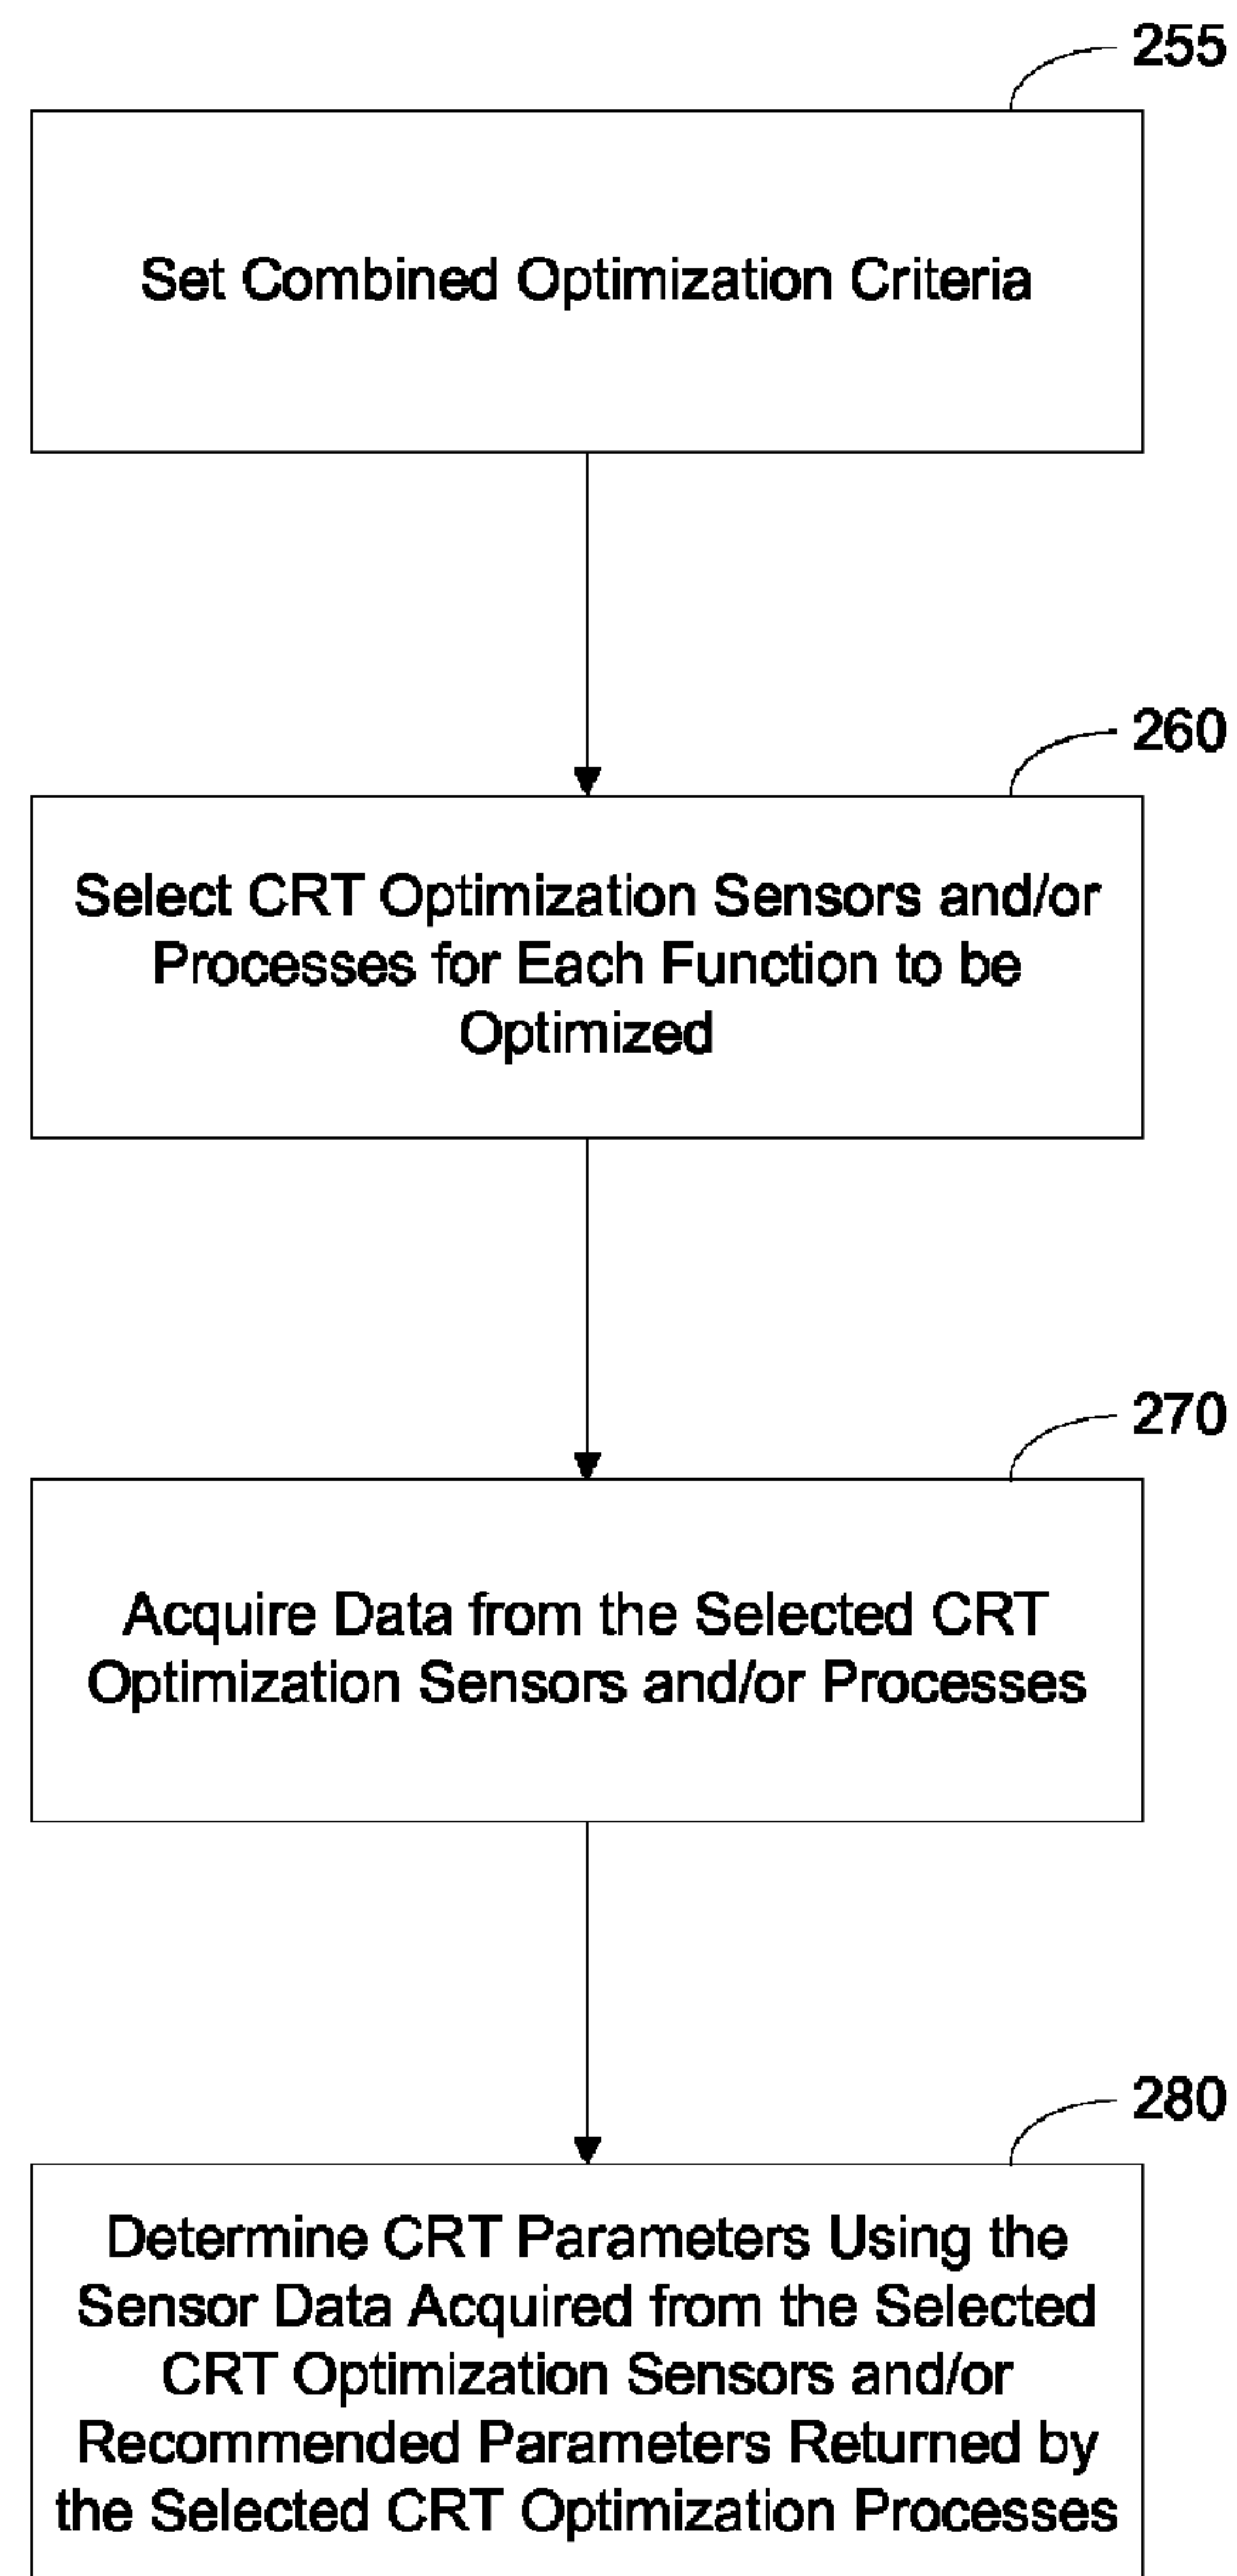 255
Set Combined Optimization Criteria
260
Select CRT Optimization Sensors and/or
Processes for Each Function to be
Optimized
270
Acquire Data from the Selected CRT
Optimization Sensors and/or Processes
280
Determine CRT Parameters Using the
Sensor Data Acquired from the Selected
CRT Optimization Sensors and/or
Recommended Parameters Returned by
the Selected CRT Optimization Processes